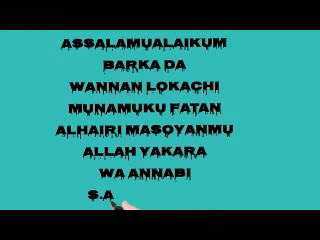 ASSALAMUALAIKUM
BARKA DA
WANNAN LOKACHI
MUNAMUKU FATAN
ALHAIRI MASOYANMU
ALLAH YAKARA
WA ANNABI
S.A